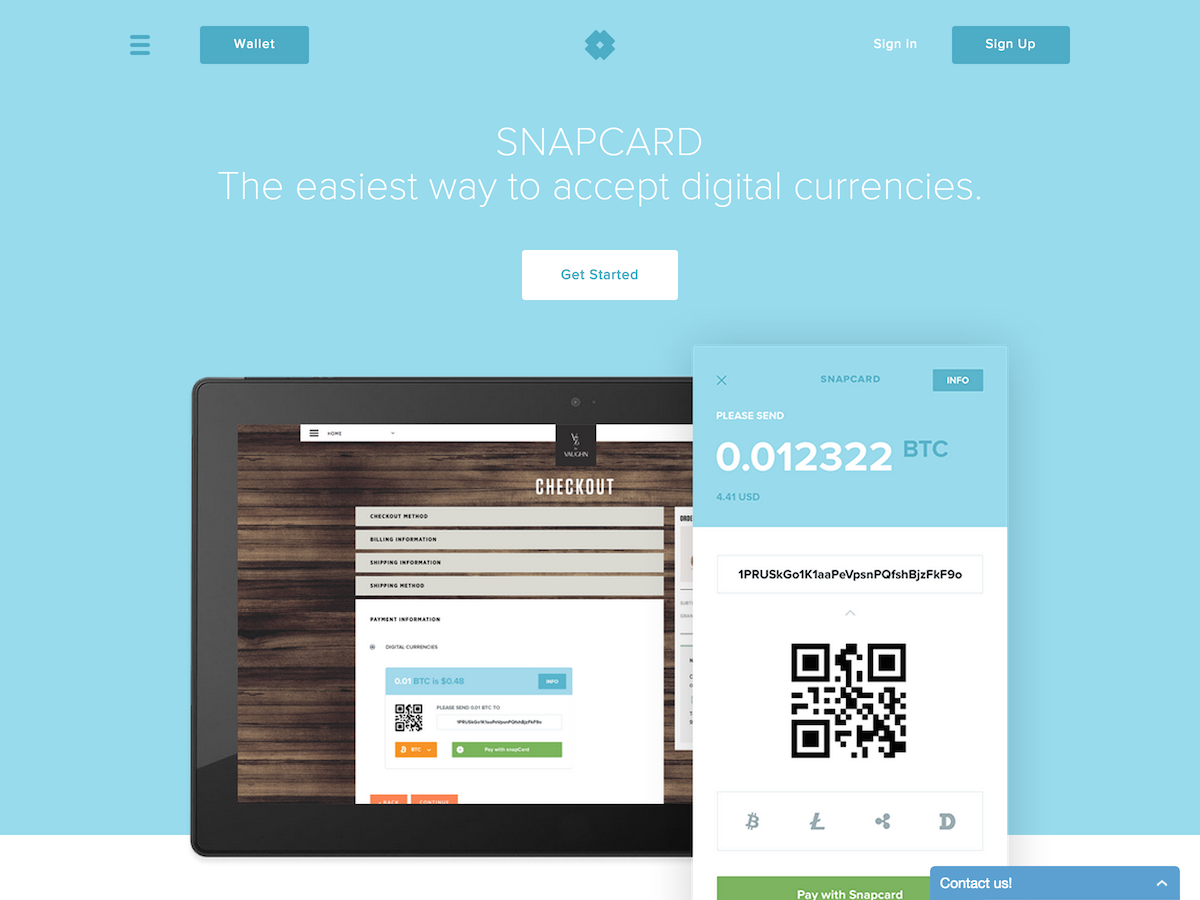 Wallet
Sign In
Sign Up
SNAPCARD
The easiest way to accept digital currencies.
Get Started
SNAPCARD
INFO
PLEASE SEND
0.012322 BTC
4.41 USD
1PRUSkGo1K1aaPeVpsnPQfshBjzFkF9o
Pay with Snapcard
Contact us!
HOME
VAUGHN
CHECKOUT
CHECKOUT METHOD
BILLING INFORMATION
SHIPPING INFORMATION
SHIPPING METHOD
PAYMENT INFORMATION
DIGITAL CURRENCIES
0.01 BTC is $0.48
INFO
PLEASE SEND 0.01 BTC TO
1PRUSkGo1K1aaPeVpsnPQfshBjzFkF9o
BTC
Pay with snapCard
BACK
CONTINUE